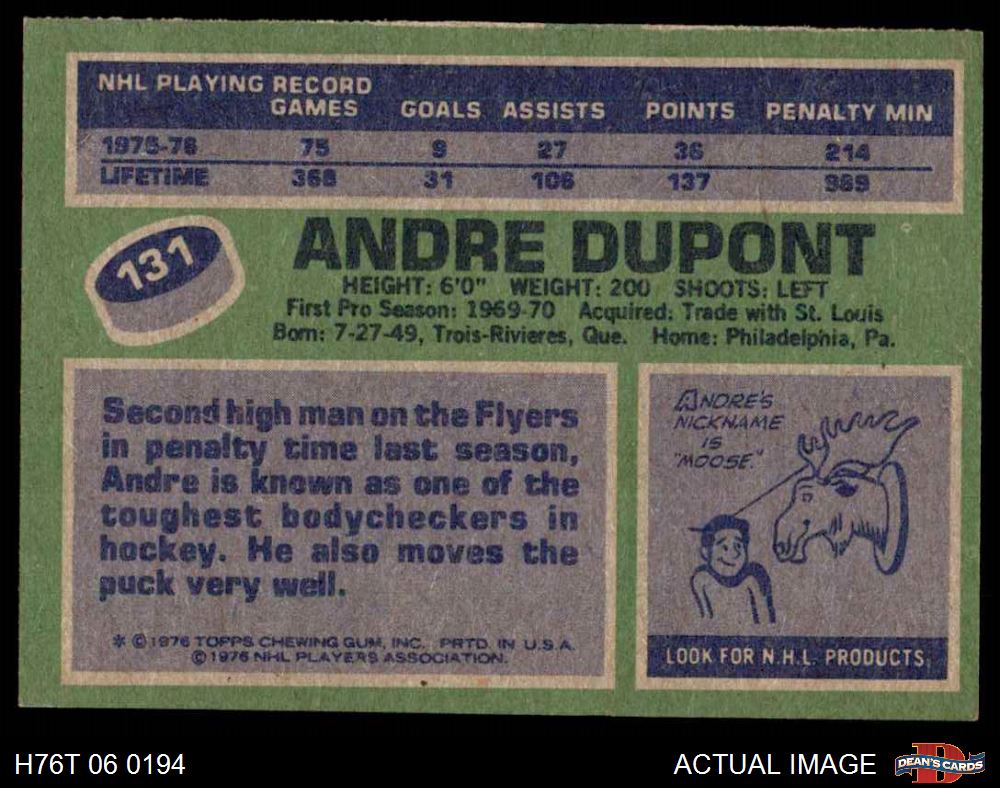 NHL PLAYING RECORD
GAMES GOALS ASSISTS POINTS PENALTY MIN
1975-76 75 9 27 36 214
LIFETIME 368 31 106 137 989
131
ANDRE DUPONT
HEIGHT: 6'0" WEIGHT: 200 SHOOTS: LEFT
First Pro Season: 1969-70 Acquired: Trade with St. Louis
Born: 7-27-49, Trois-Rivieres, Que. Home: Philadelphia, Pa.
Second high man on the Flyers
in penalty time last season,
Andre is known as one of the
toughest bodycheckers in
hockey. He also moves the
puck very well.
* © 1976 TOPPS CHEWING GUM, INC. PRTD. IN U.S.A.
© 1976 NHL PLAYERS ASSOCIATION.
ANDRE'S
NICKNAME
IS
"MOOSE."
LOOK FOR N.H.L. PRODUCTS.
H76T 06 0194
ACTUAL IMAGE
D
DEAN'S CARDS